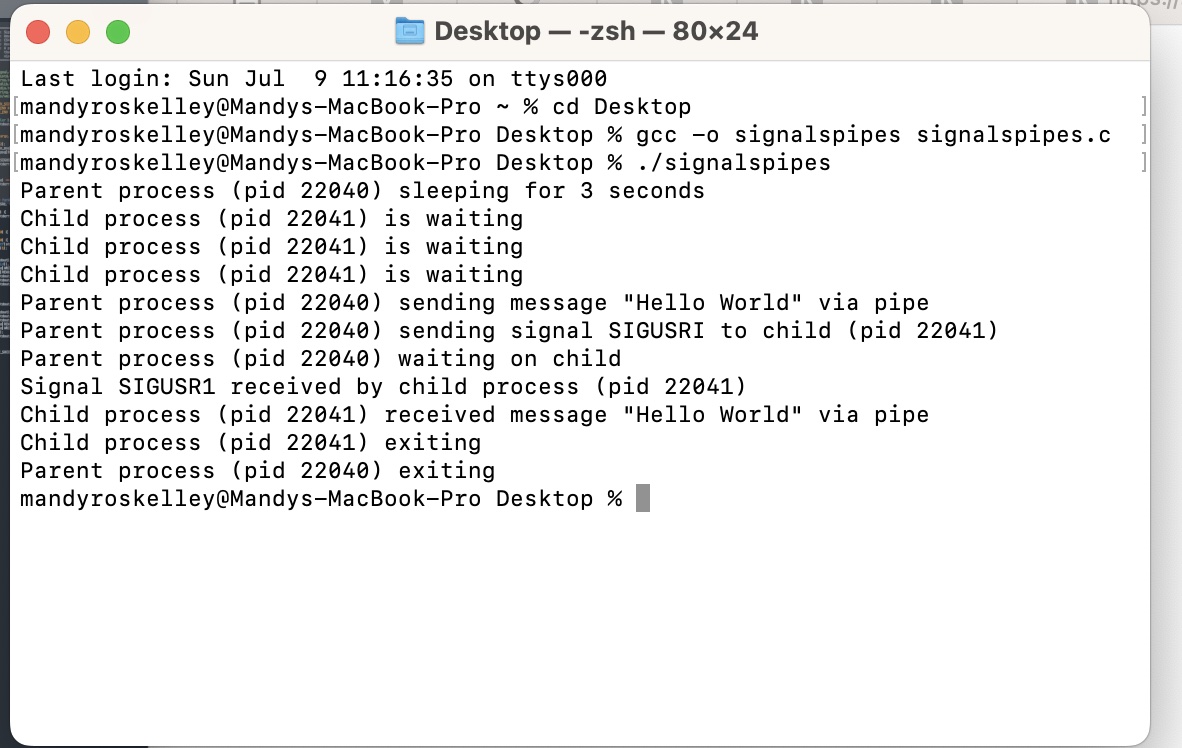 Desktop — -zsh — 80×24
Last login: Sun Jul  9 11:16:35 on ttys000
[mandyroskelley@Mandys-MacBook-Pro ~ % cd Desktop ]
[mandyroskelley@Mandys-MacBook-Pro Desktop % gcc -o signalspipes signalspipes.c ]
[mandyroskelley@Mandys-MacBook-Pro Desktop % ./signalspipes ]
Parent process (pid 22040) sleeping for 3 seconds
Child process (pid 22041) is waiting
Child process (pid 22041) is waiting
Child process (pid 22041) is waiting
Parent process (pid 22040) sending message "Hello World" via pipe
Parent process (pid 22040) sending signal SIGUSRI to child (pid 22041)
Parent process (pid 22040) waiting on child
Signal SIGUSR1 received by child process (pid 22041)
Child process (pid 22041) received message "Hello World" via pipe
Child process (pid 22041) exiting
Parent process (pid 22040) exiting
mandyroskelley@Mandys-MacBook-Pro Desktop %